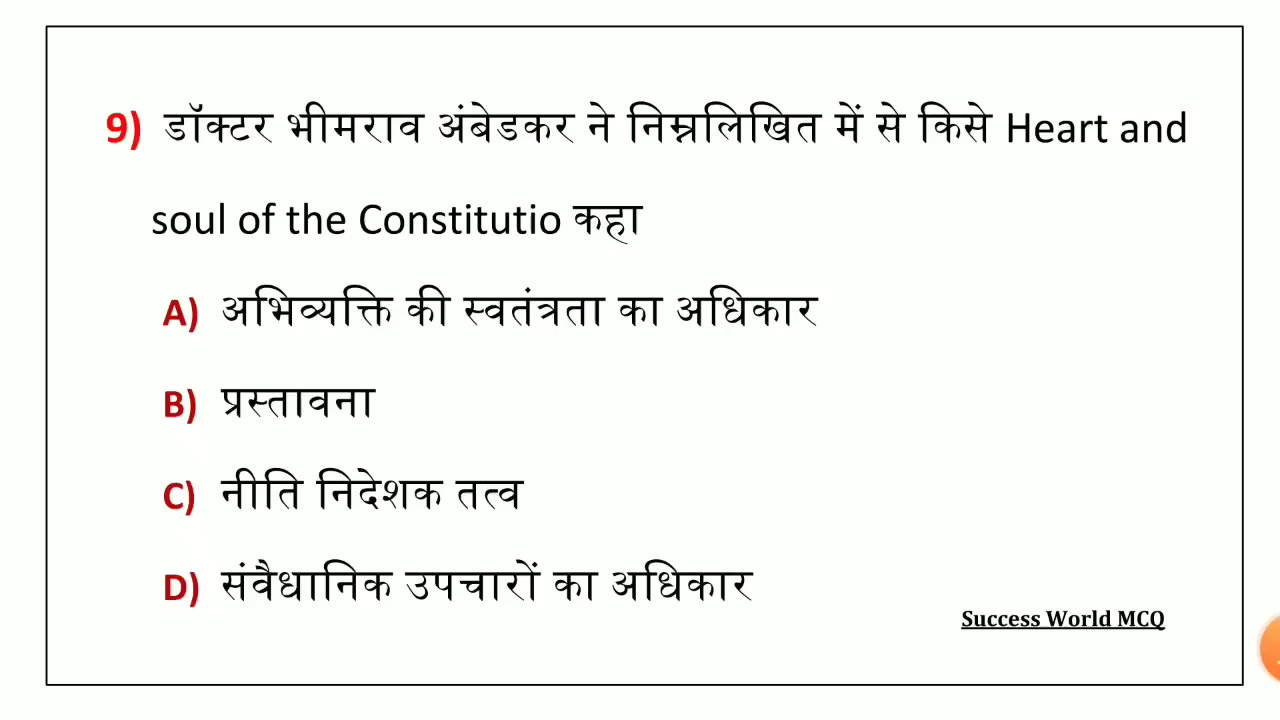 9) डॉक्टर भीमराव अंबेडकर ने निम्नलिखित में से किसे Heart and
soul of the Constitutio कहा
A) अभिव्यक्ति की स्वतंत्रता का अधिकार
B) प्रस्तावना
C) नीति निदेशक तत्व
D) संवैधानिक उपचारों का अधिकार
Success World MCQ